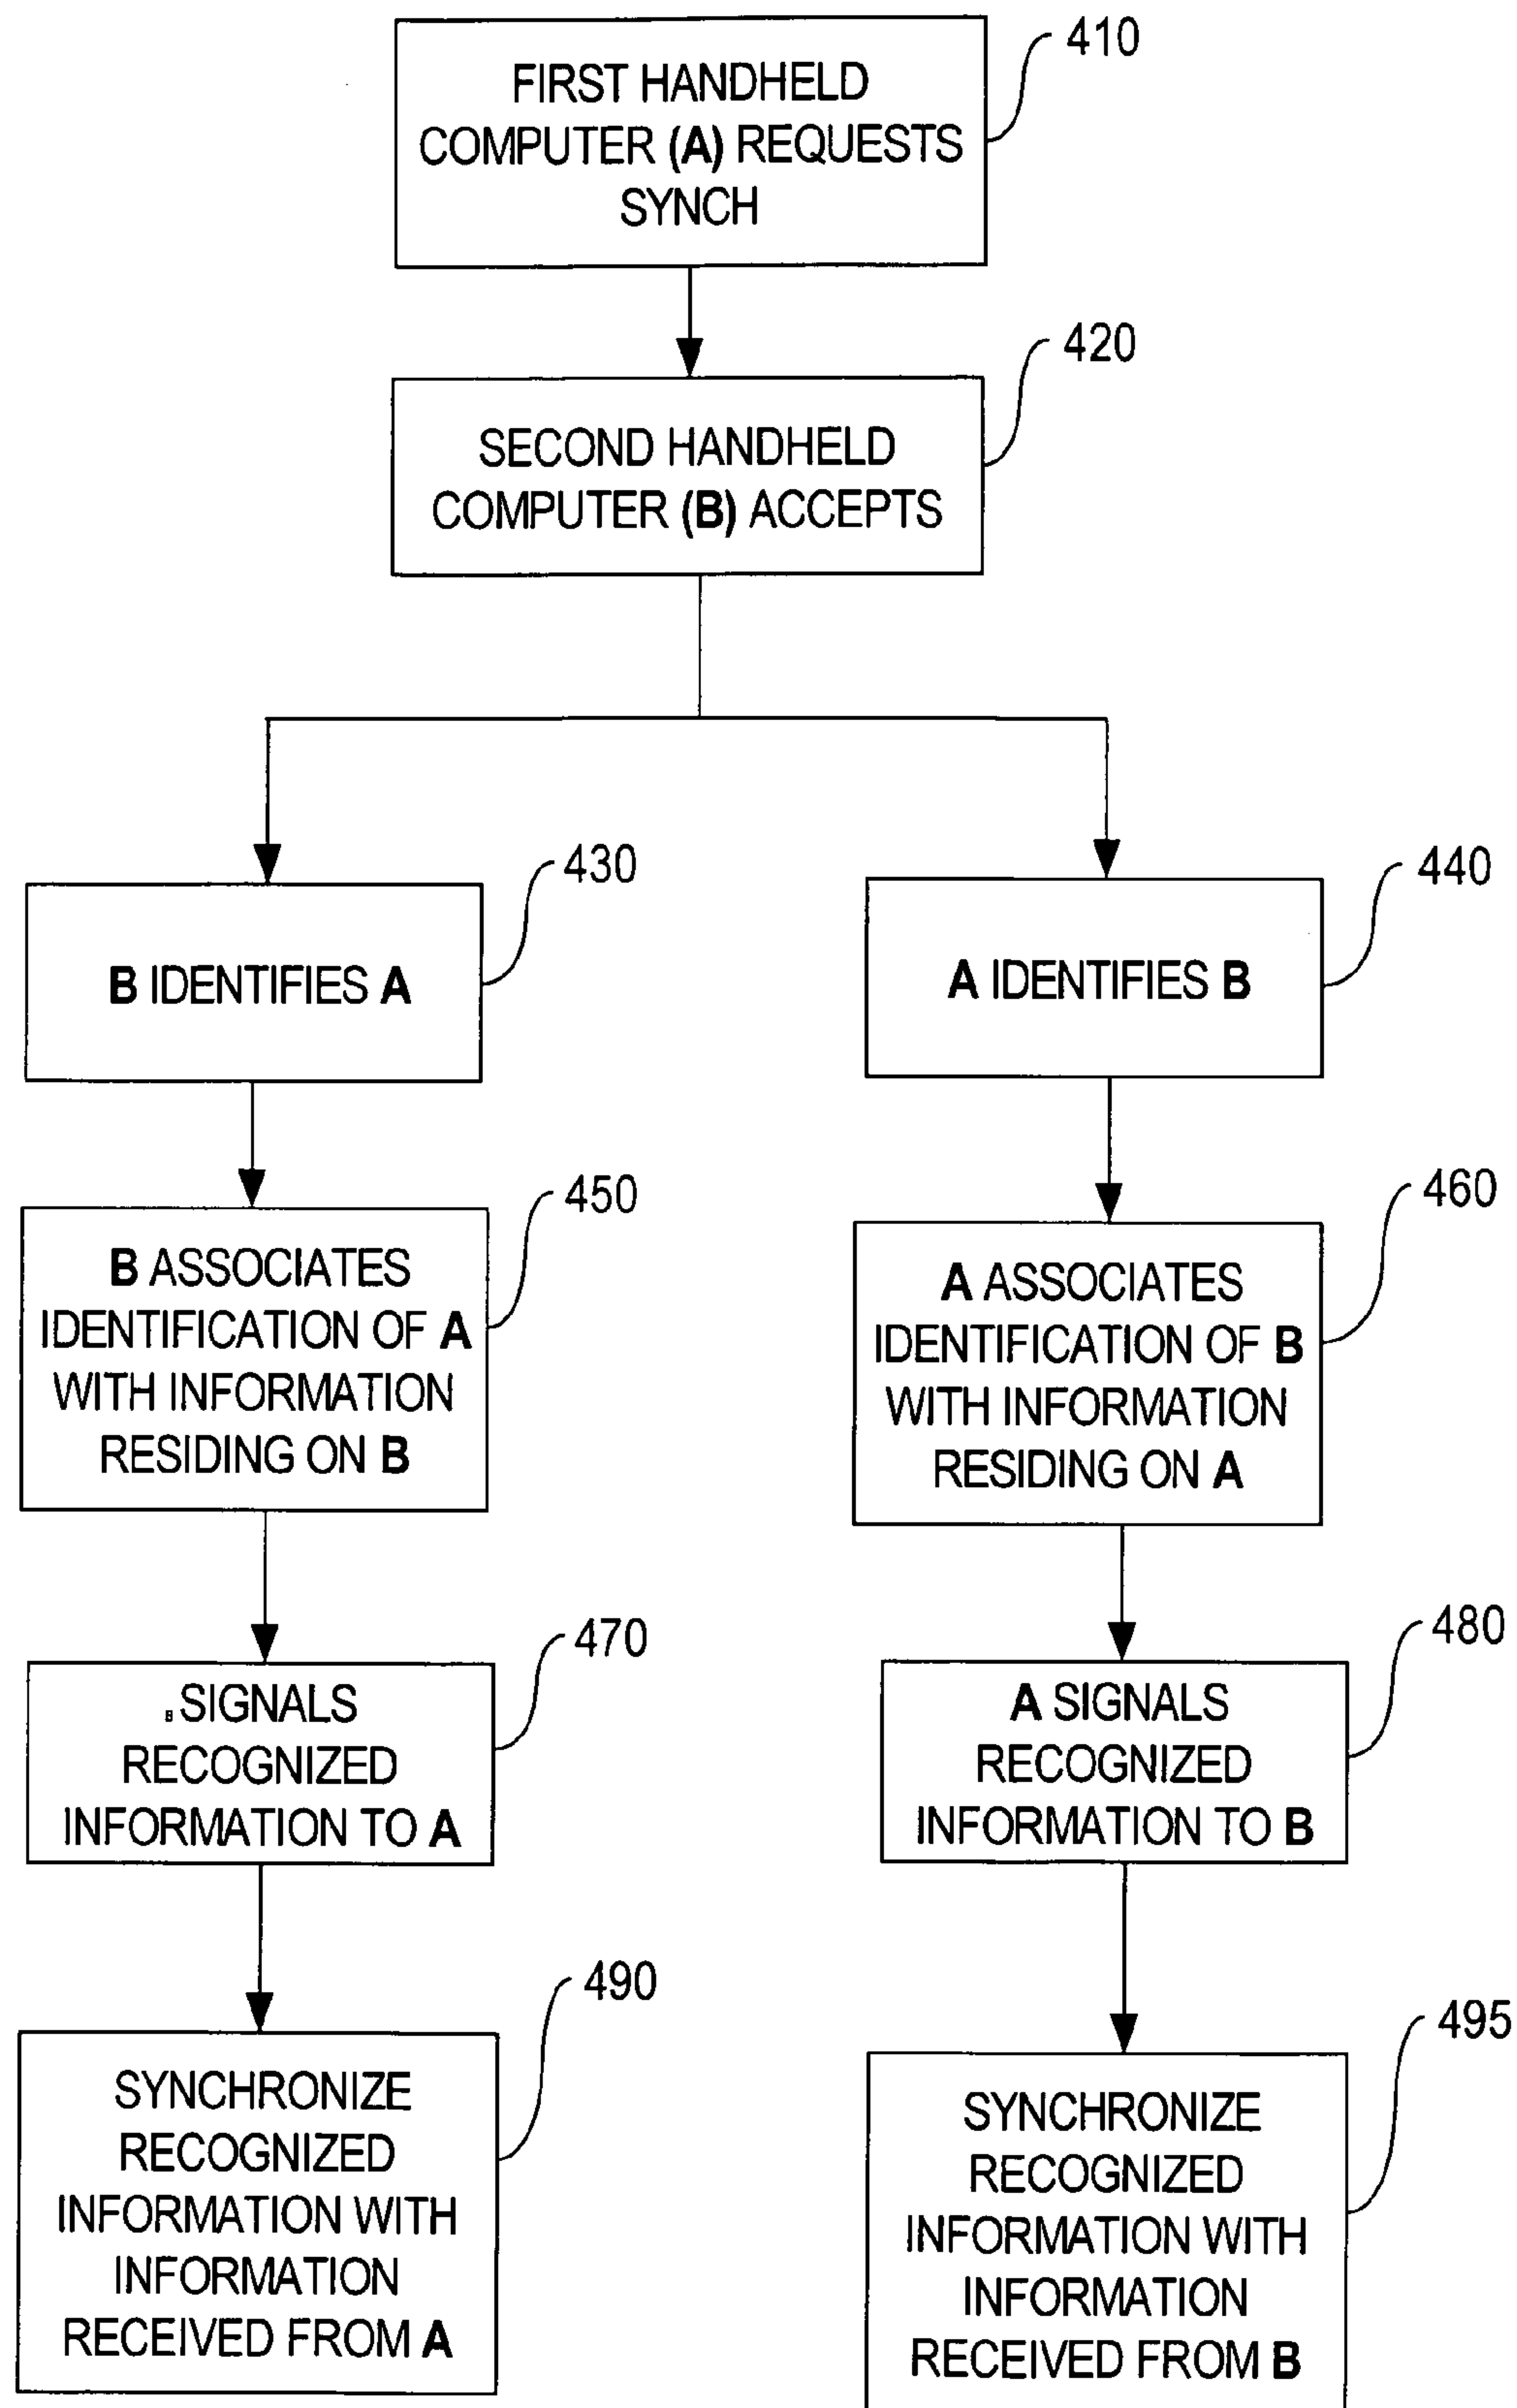 410
FIRST HANDHELD
COMPUTER (A) REQUESTS
SYNCH
420
SECOND HANDHELD
COMPUTER (B) ACCEPTS
430
B IDENTIFIES A
440
A IDENTIFIES B
450
B ASSOCIATES
IDENTIFICATION OF A
WITH INFORMATION
RESIDING ON B
460
A ASSOCIATES
IDENTIFICATION OF B
WITH INFORMATION
RESIDING ON A
470
B SIGNALS
RECOGNIZED
INFORMATION TO A
480
A SIGNALS
RECOGNIZED
INFORMATION TO B
490
SYNCHRONIZE
RECOGNIZED
INFORMATION WITH
INFORMATION
RECEIVED FROM A
495
SYNCHRONIZE
RECOGNIZED
INFORMATION WITH
INFORMATION
RECEIVED FROM B